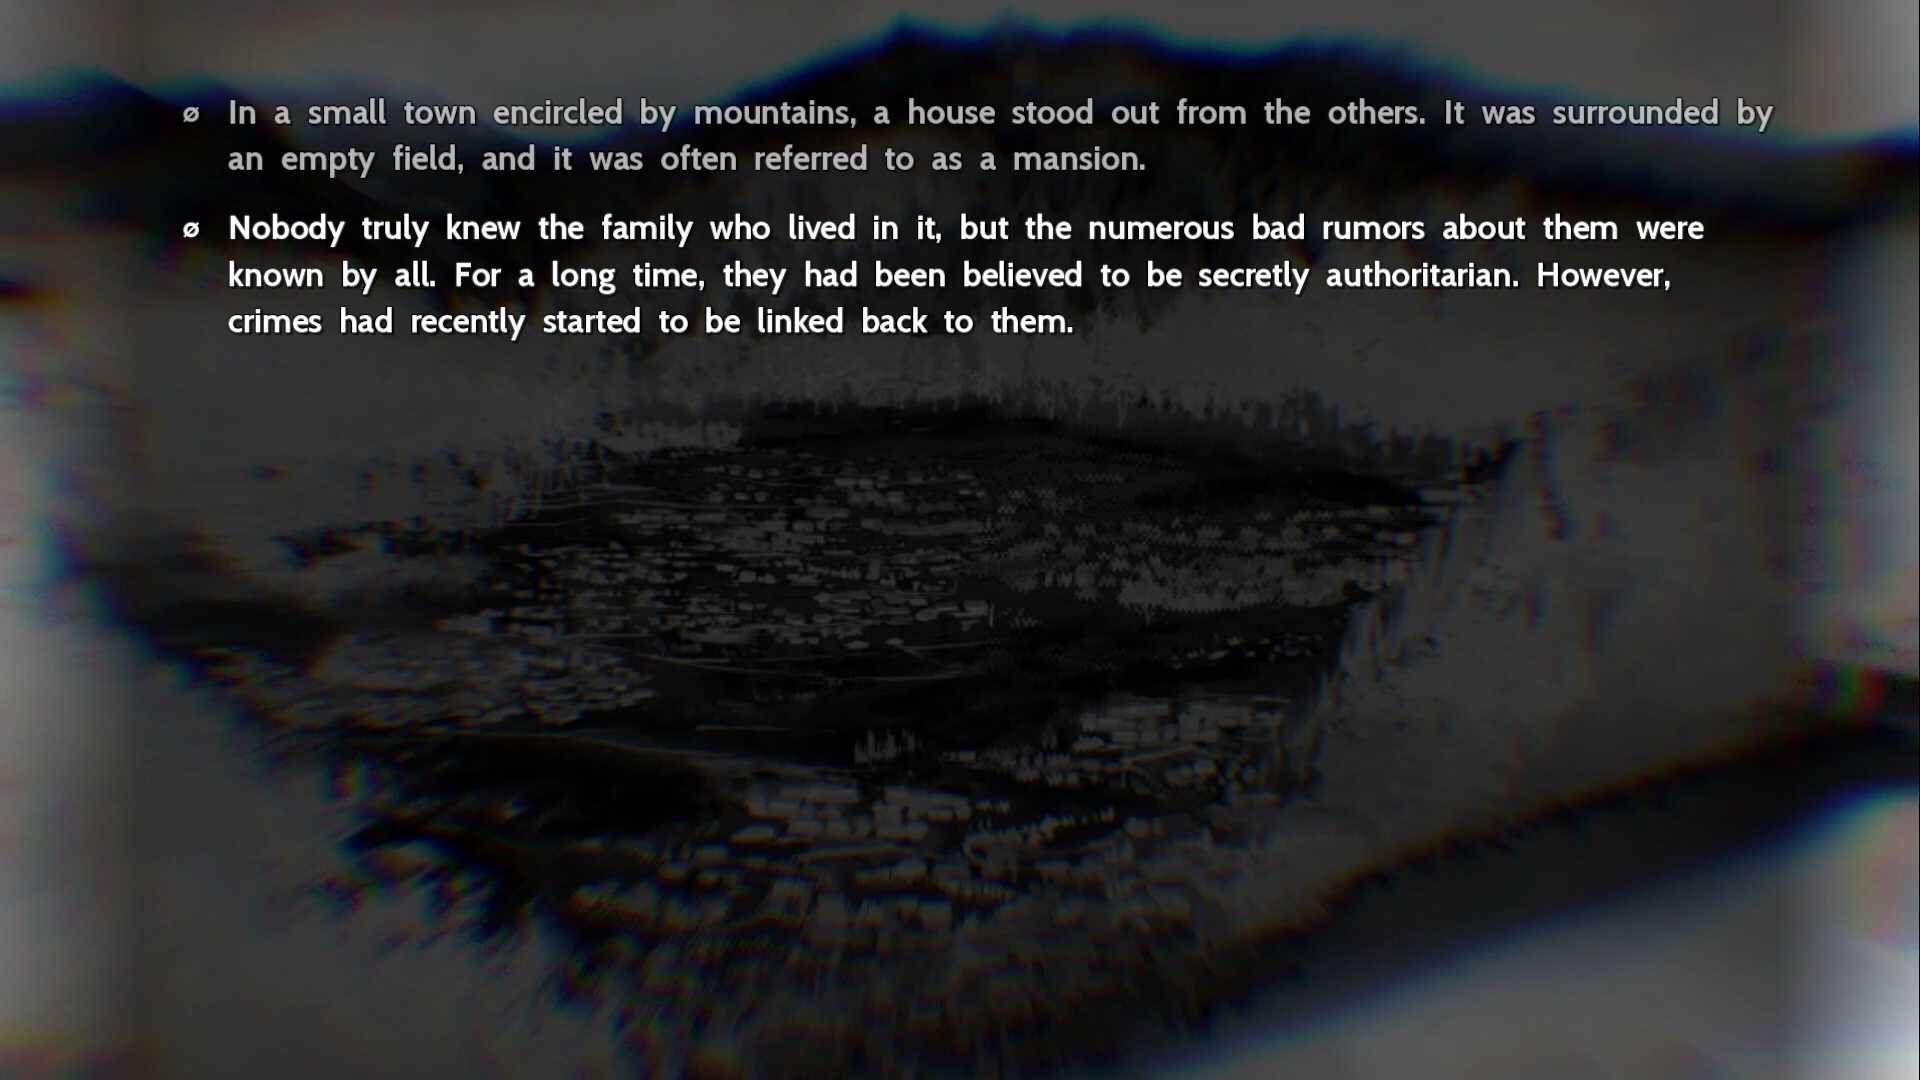 ø In a small town encircled by mountains, a house stood out from the others. It was surrounded by
an empty field, and it was often referred to as a mansion.
ø Nobody truly knew the family who lived in it, but the numerous bad rumors about them were
known by all. For a long time, they had been believed to be secretly authoritarian. However,
crimes had recently started to be linked back to them.